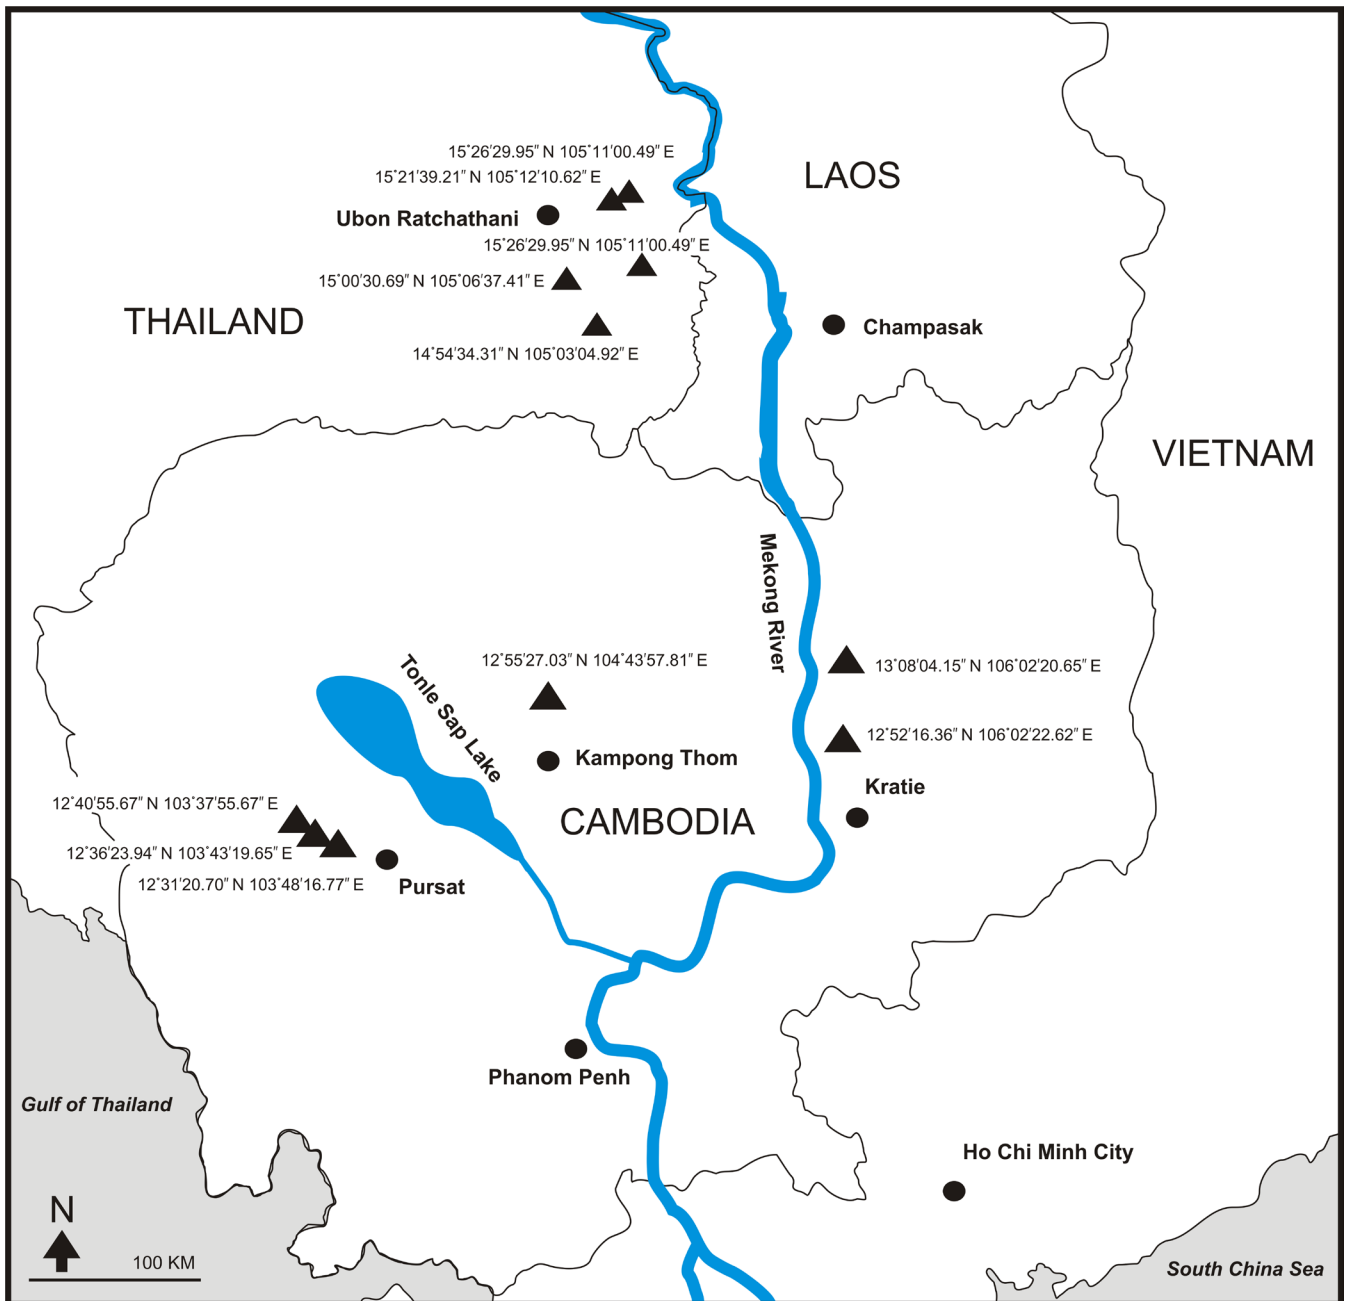 15°26'29.95" N 105°11'00.49" E
LAOS
15°21'39.21" N 105°12'10.62" E
Ubon Ratchathani
15°26'29.95" N 105°11'00.49" E
15°00'30.69" N 105°06'37.41" E
THAILAND
Champasak
14°54'34.31" N 105°03'04.92" E
VIETNAM
Mekong River
12°55'27.03" N 104°43'57.81" E
13°08'04.15" N 106°02'20.65" E
Tonle Sap Lake
12°52'16.36" N 106°02'22.62" E
Kampong Thom
Kratie
12°40'55.67" N 103°37'55.67" E
CAMBODIA
12°36'23.94" N 103°43'19.65" E
12°31'20.70" N 103°48'16.77" E
Pursat
Phanom Penh
Gulf of Thailand
Ho Chi Minh City
N
100 KM
South China Sea